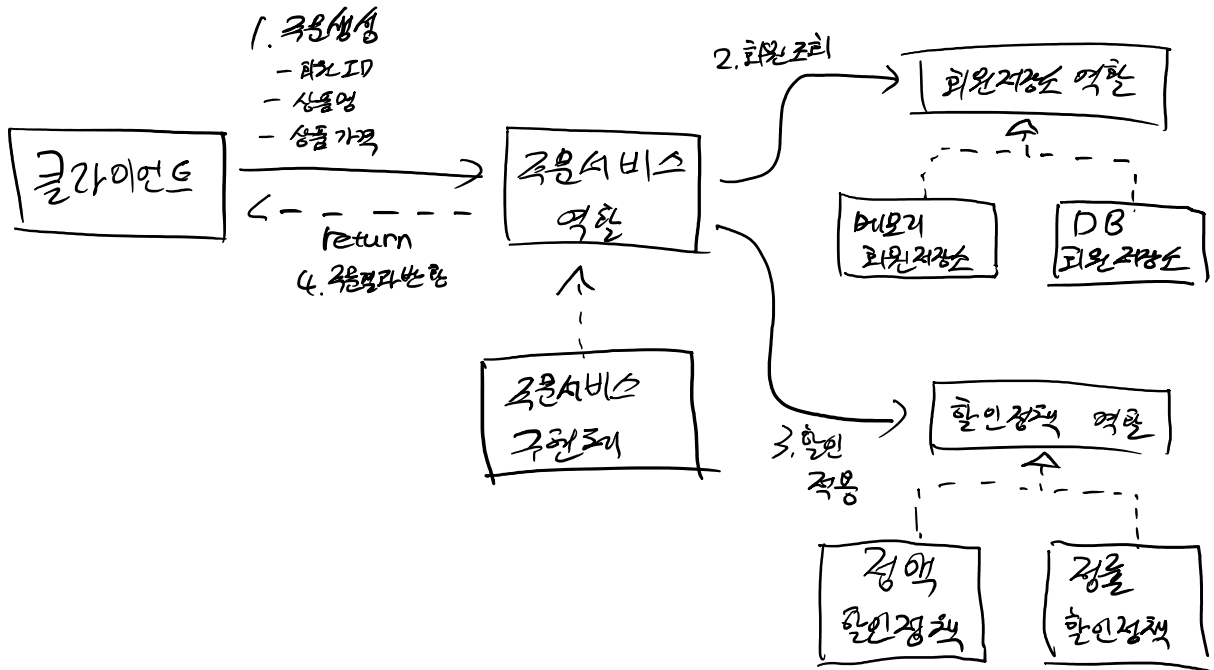 1. 주문생성
- 회원 ID
- 상품명
- 상품 가격
클라이언트
return
4. 주문결과반환
주문서비스
역할
주문서비스
구현체
2. 회원조회
회원저장소 역할
메모리
회원저장소
DB
회원저장소
3. 할인
적용
할인정책 역할
정액
할인정책
정률
할인정책